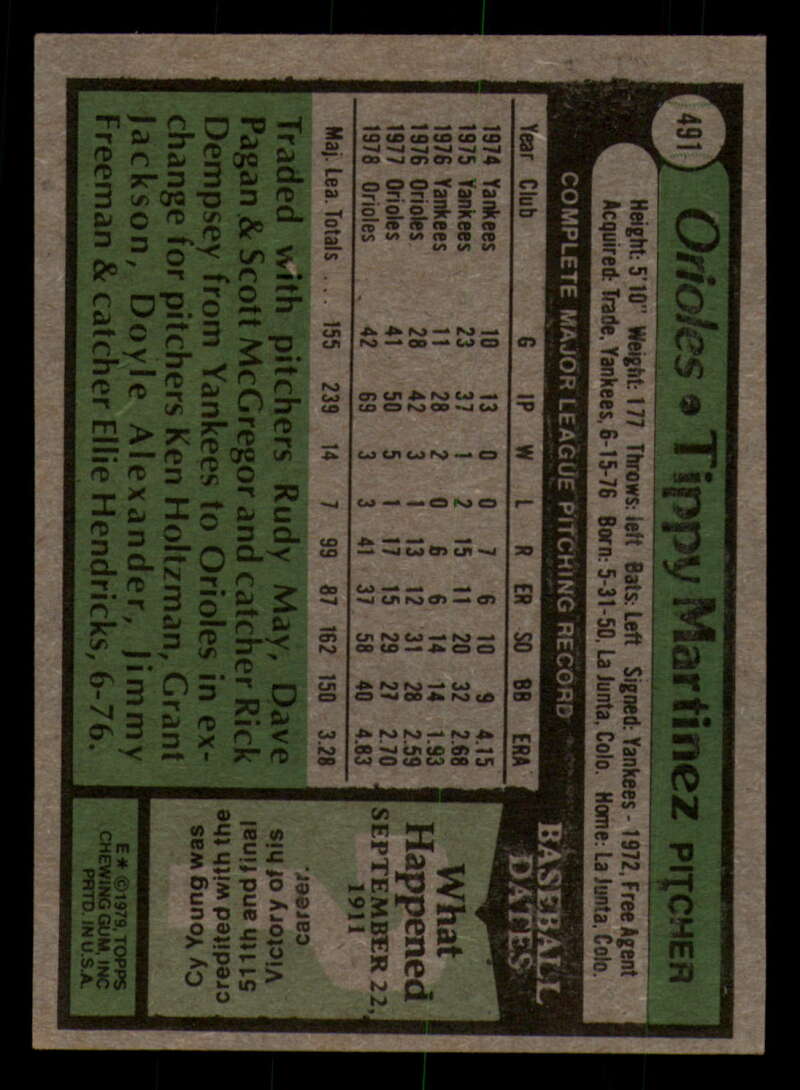 491
Orioles • Tippy Martinez PITCHER
Height: 5'10" Weight: 177 Throws: left Bats: Left Signed: Yankees - 1972, Free Agent
Acquired: Trade, Yankees, 6-15-76 Born: 5-31-50, La Junta, Colo. Home: La Junta, Colo.
COMPLETE MAJOR LEAGUE PITCHING RECORD
Year Club G IP W L R ER SO BB ERA
1974 Yankees 10 13 0 0 7 6 10 9 4.15
1975 Yankees 23 37 1 2 15 11 20 32 2.68
1976 Yankees 11 28 2 0 6 6 14 14 1.93
1976 Orioles 28 42 3 1 13 12 31 28 2.59
1977 Orioles 41 50 5 1 17 15 29 27 2.70
1978 Orioles 42 69 3 3 41 37 58 40 4.83
Maj. Lea. Totals .... 155 239 14 7 99 87 162 150 3.28
Traded with pitchers Rudy May, Dave
Pagan & Scott McGregor and catcher Rick
Dempsey from Yankees to Orioles in ex-
change for pitchers Ken Holtzman, Grant
Jackson, Doyle Alexander, Jimmy
Freeman & catcher Ellie Hendricks, 6-76.
BASEBALL
DATES
What
Happened
SEPTEMBER 22,
1911
Cy Young was
credited with the
511th and final
Victory of his
career.
E* ©1979, TOPPS
CHEWING GUM, INC
PRTD. IN U.S.A.